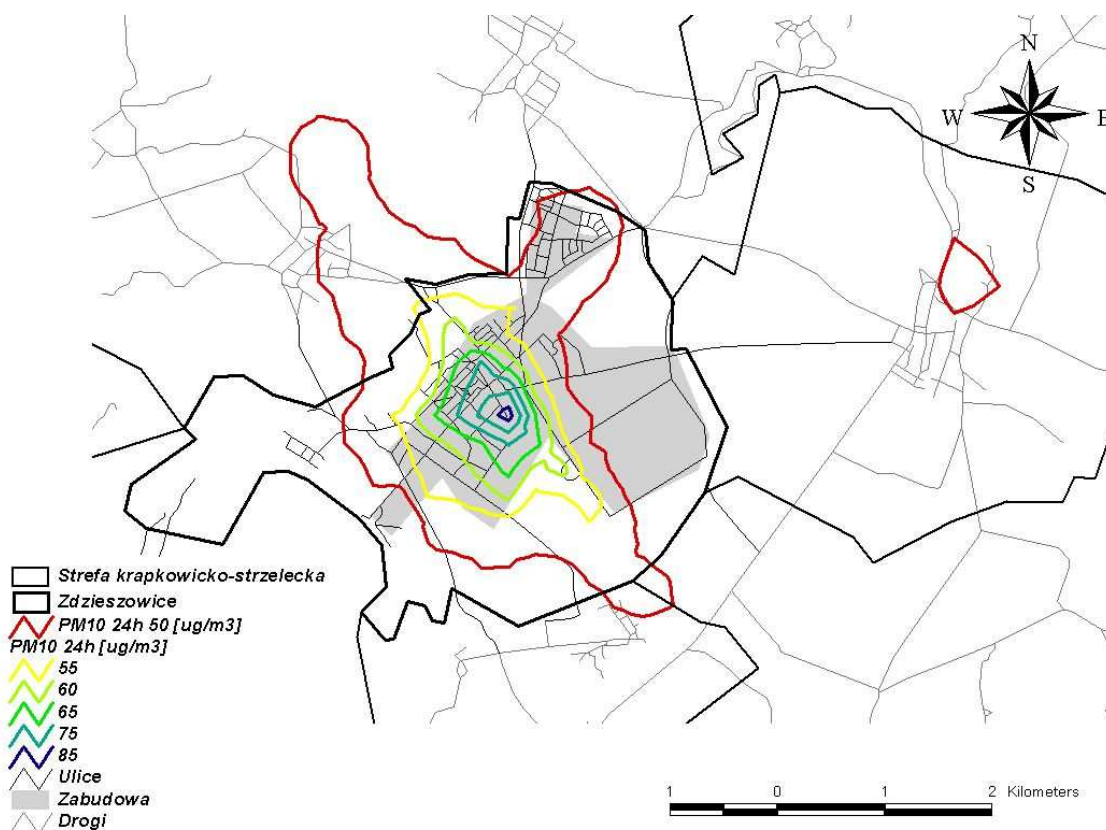 N
W E
S
Strefa krapkowicko-strzelecka
Zdzieszowice
PM10 24h 50 [ug/m3]
PM10 24h [ug/m3]
55
60
65
75
85
Ulice
Zabudowa
Drogi
1 0 1 2 Kilometers